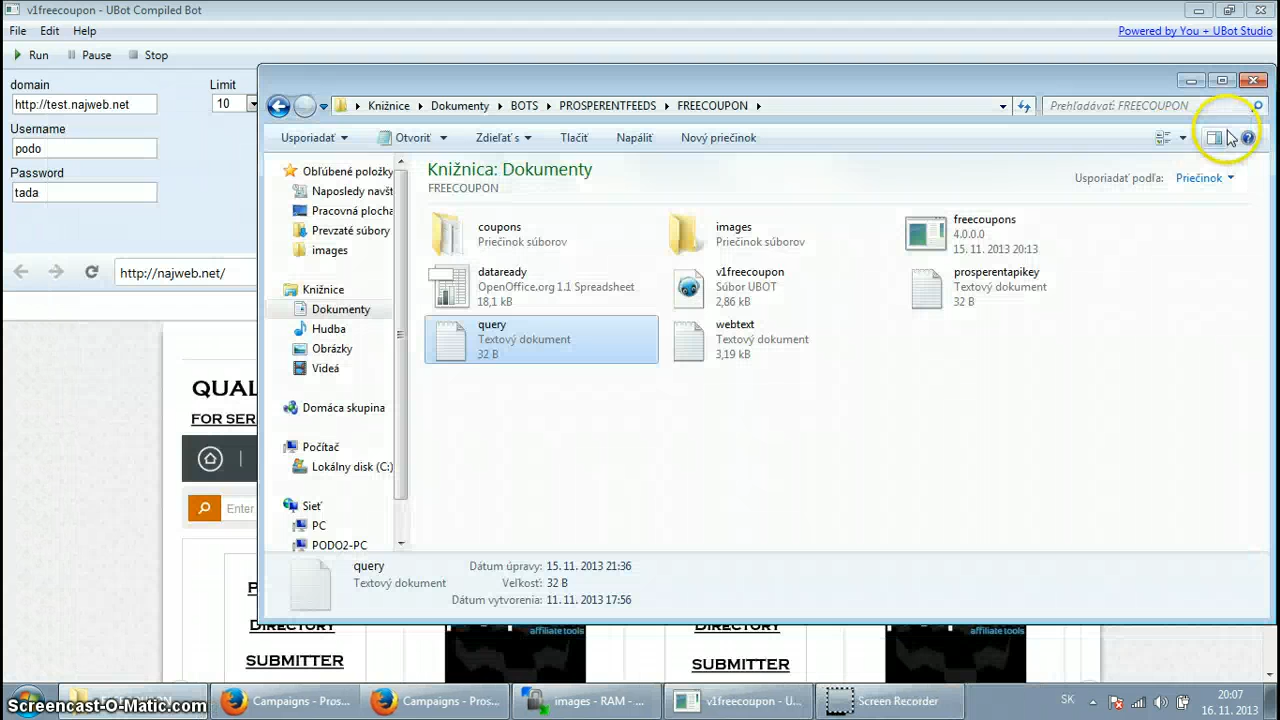 v1freecoupon - UBot Compiled Bot
File Edit Help
Powered by You + UBot Studio
Run Pause Stop
domain
http://test.najweb.net
Limit
10
Username
podo
Password
tada
http://najweb.net/
Knižnice Dokumenty BOTS PROSPERENTFEEDS FREECOUPON
Prehľadávať: FREECOUPON
Usporiadať Otvoriť Zdieľať s Tlačiť Napáliť Nový priečinok
Obľúbené položky
Naposledy navšt
Pracovná plocha
Prevzaté súbory
images
Knižnice
Dokumenty
Hudba
Obrázky
Videá
Domáca skupina
Počítač
Lokálny disk (C:)
Sieť
PC
PODO2-PC
Knižnica: Dokumenty
FREECOUPON
Usporiadať podľa: Priečinok
coupons
Priečinok súborov
images
Priečinok súborov
freecoupons
4.0.0.0
15. 11. 2013 20:13
dataready
OpenOffice.org 1.1 Spreadsheet
18,1 kB
v1freecoupon
Súbor UBOT
2,86 kB
prosperentapikey
Textový dokument
32 B
query
Textový dokument
32 B
webtext
Textový dokument
3,19 kB
query
Textový dokument
Dátum úpravy: 15. 11. 2013 21:36
Veľkosť: 32 B
Dátum vytvorenia: 11. 11. 2013 17:56
QUAL
FOR SER
Enter
DIRECTORY
SUBMITTER
affiliate tools
DIRECTORY
SUBMITTER
affiliate tools
Screencast-O-Matic.com
Campaigns - Pros...
Campaigns - Pros...
images - RAM - ...
v1freecoupon - U...
Screen Recorder
SK
20:07
16. 11. 2013